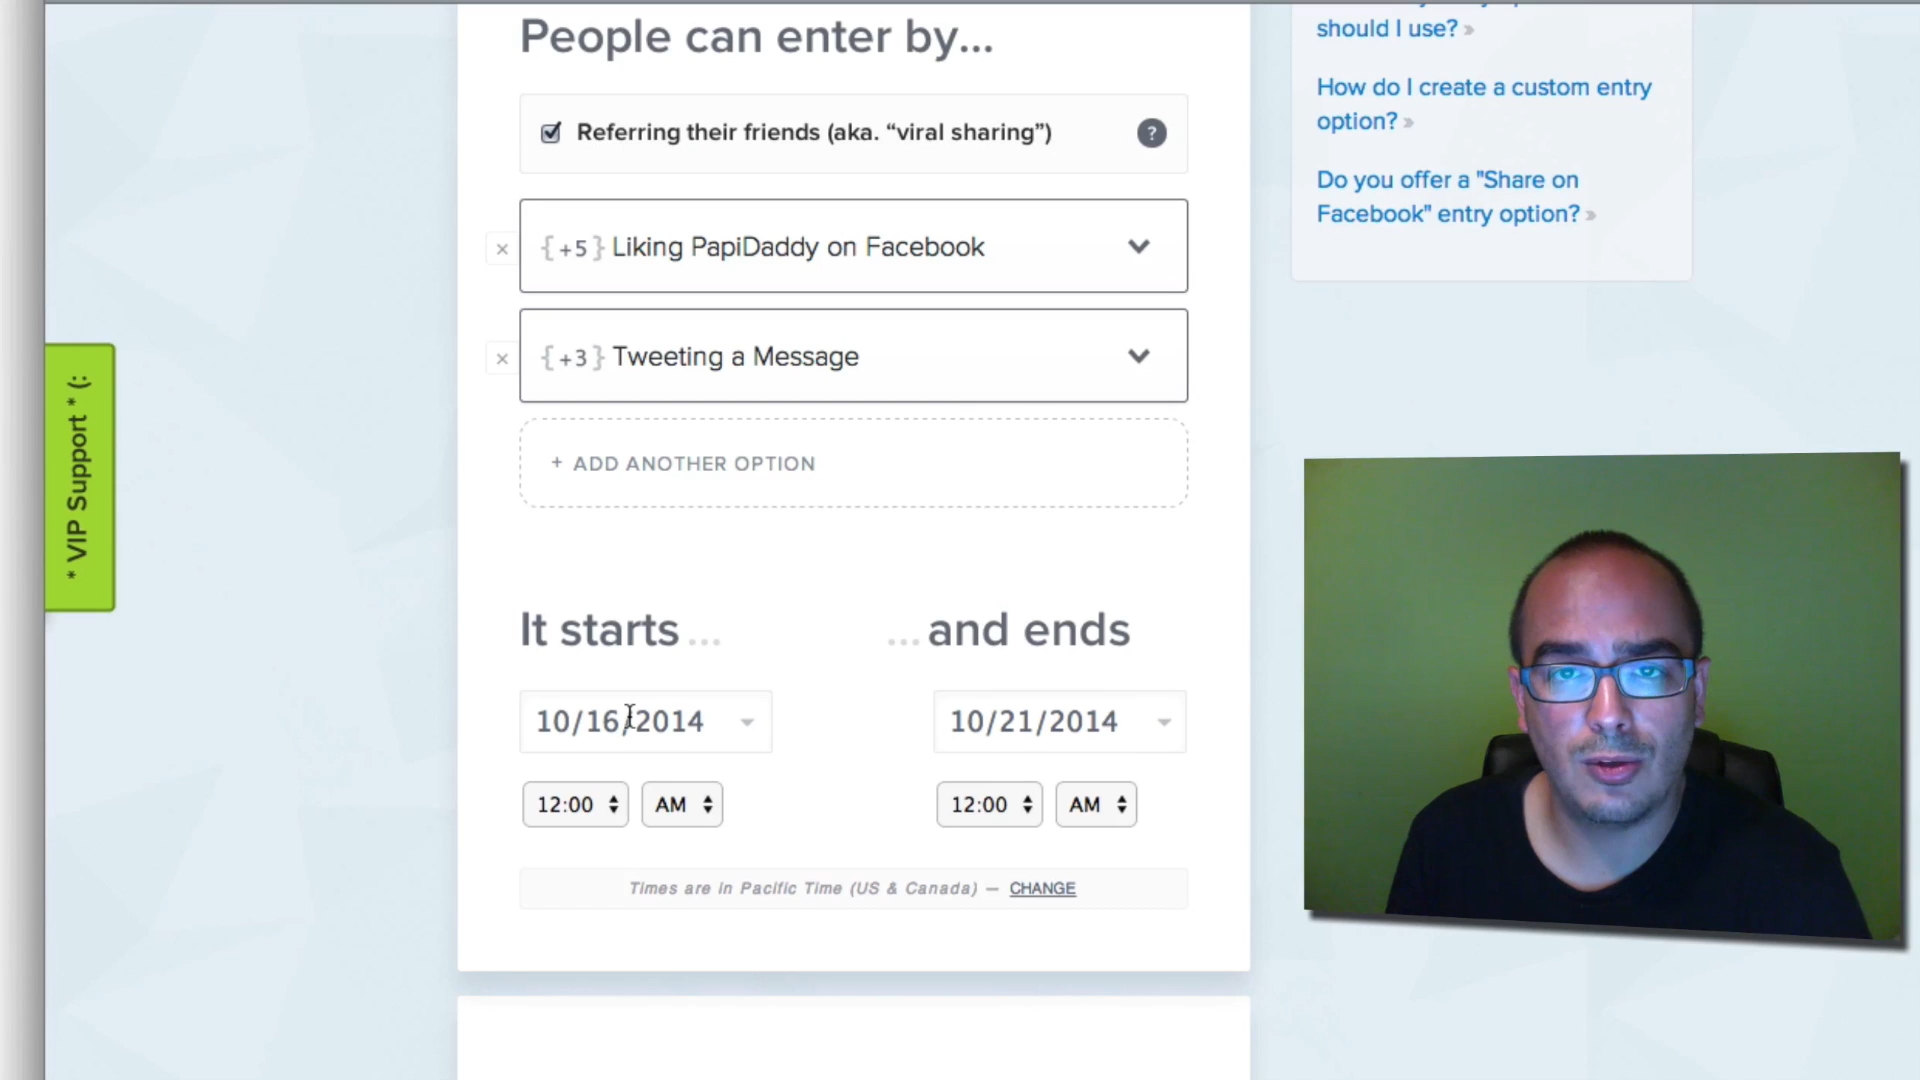 People can enter by...
Referring their friends (aka. “viral sharing”)
?
{+5} Liking PapiDaddy on Facebook
{+3} Tweeting a Message
+ ADD ANOTHER OPTION
It starts ...
... and ends
10/16/2014
10/21/2014
12:00 AM
12:00 AM
Times are in Pacific Time (US & Canada) — CHANGE
should I use? »
How do I create a custom entry
option? »
Do you offer a "Share on
Facebook" entry option? »
* VIP Support * (: